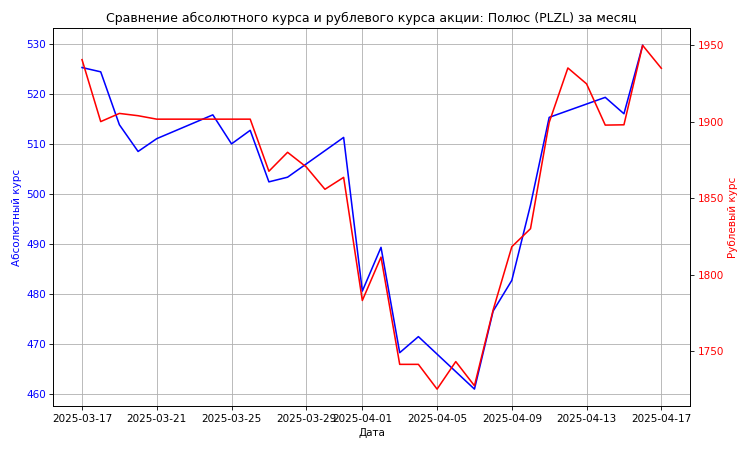 Сравнение абсолютного курса и рублевого курса акции: Полюс (PLZL) за месяц
530
520
510
500
490
480
470
460
Абсолютный курс
1950
1900
1850
1800
1750
Рублевый курс
2025-03-17 2025-03-21 2025-03-25 2025-03-29 2025-04-01 2025-04-05 2025-04-09 2025-04-13 2025-04-17
Дата